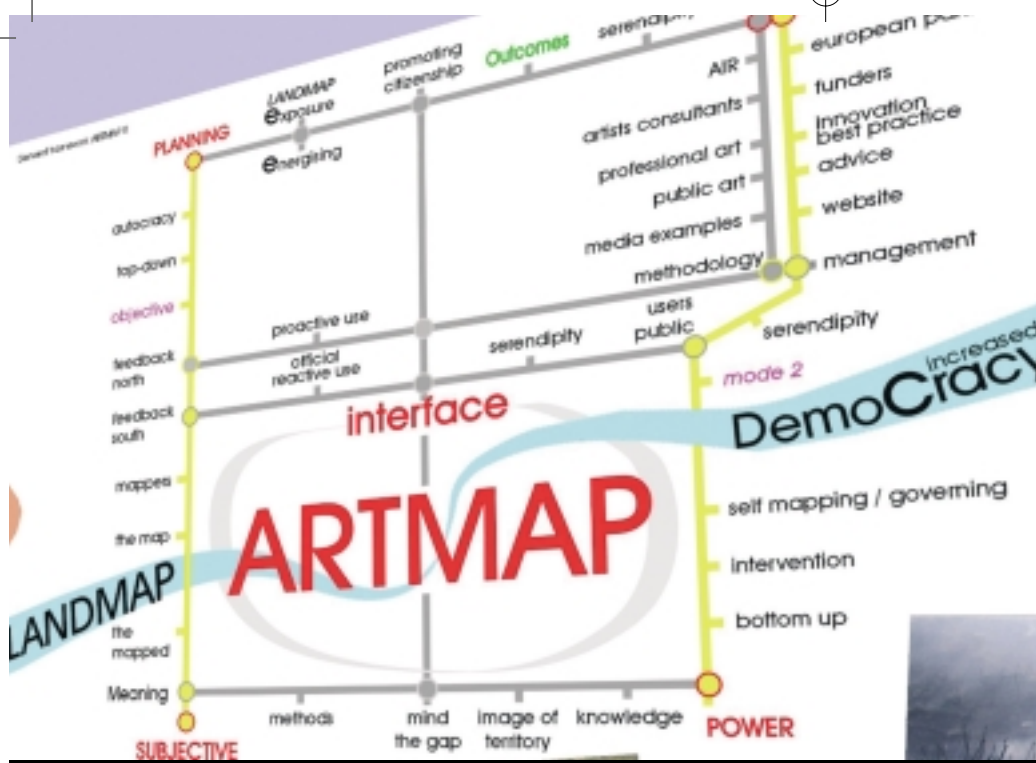 serendipity
european
promoting
citizenship
Outcomes
LANDMAP
exposure
energising
PLANNING
AIR
funders
artists consultants
Innovation
best practice
professional art
advice
public art
website
media examples
methodology
management
autocracy
top-down
objective
proactive use
users
public
serendipity
serendipity
feedback
north
official
reactive use
mode 2
feedback
south
interface
increased
DemoCracy
mappers
ARTMAP
self mapping / governing
the map
intervention
LANDMAP
the
mapped
bottom up
Meaning
methods
mind
the gap
image of
territory
knowledge
POWER
SUBJECTIVE